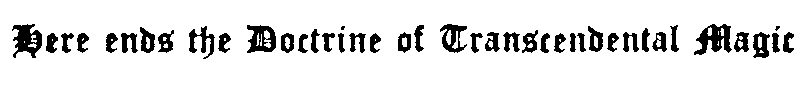 Here ends the Doctrine of Transcendental Magic